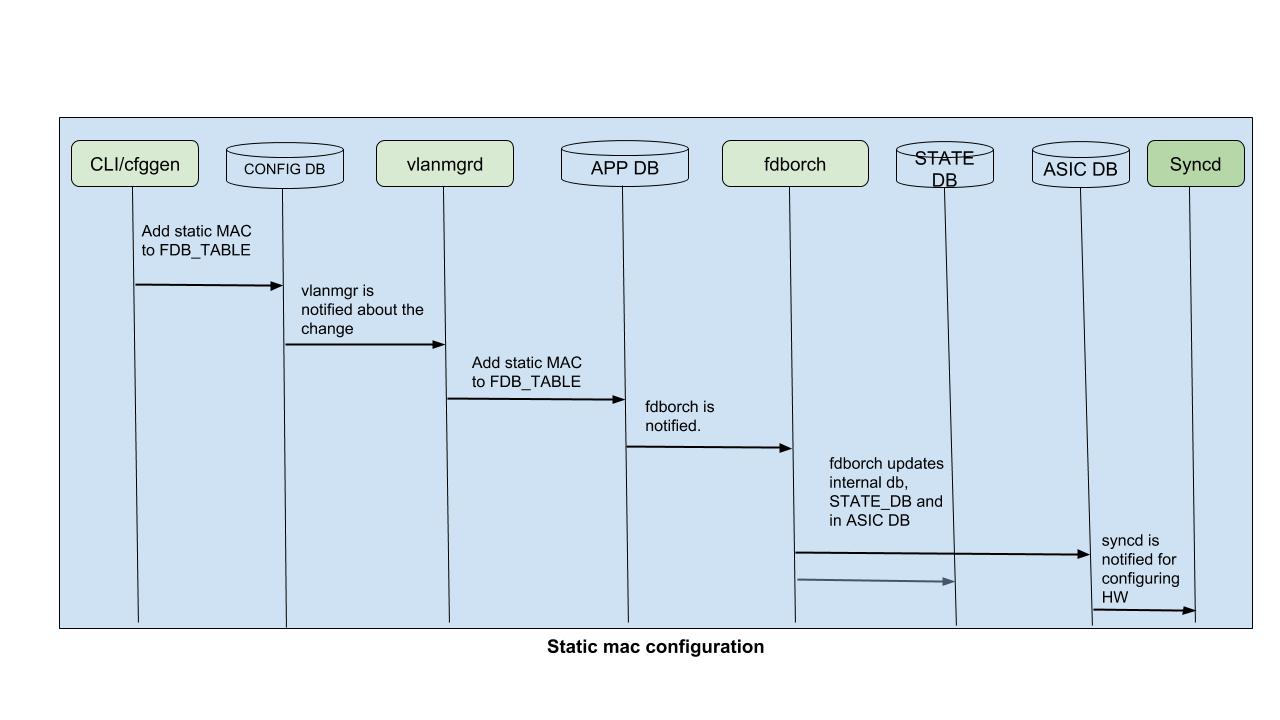 CLI/cfggen
CONFIG DB
vlanmgrd
APP DB
fdborch
STATE
DB
ASIC DB
Syncd
Add static MAC
to FDB_TABLE
vlanmgr is
notified about the
change
Add static MAC
to FDB_TABLE
fdborch is
notified.
fdborch updates
internal db,
STATE_DB and
in ASIC DB
syncd is
notified for
configuring
HW
Static mac configuration